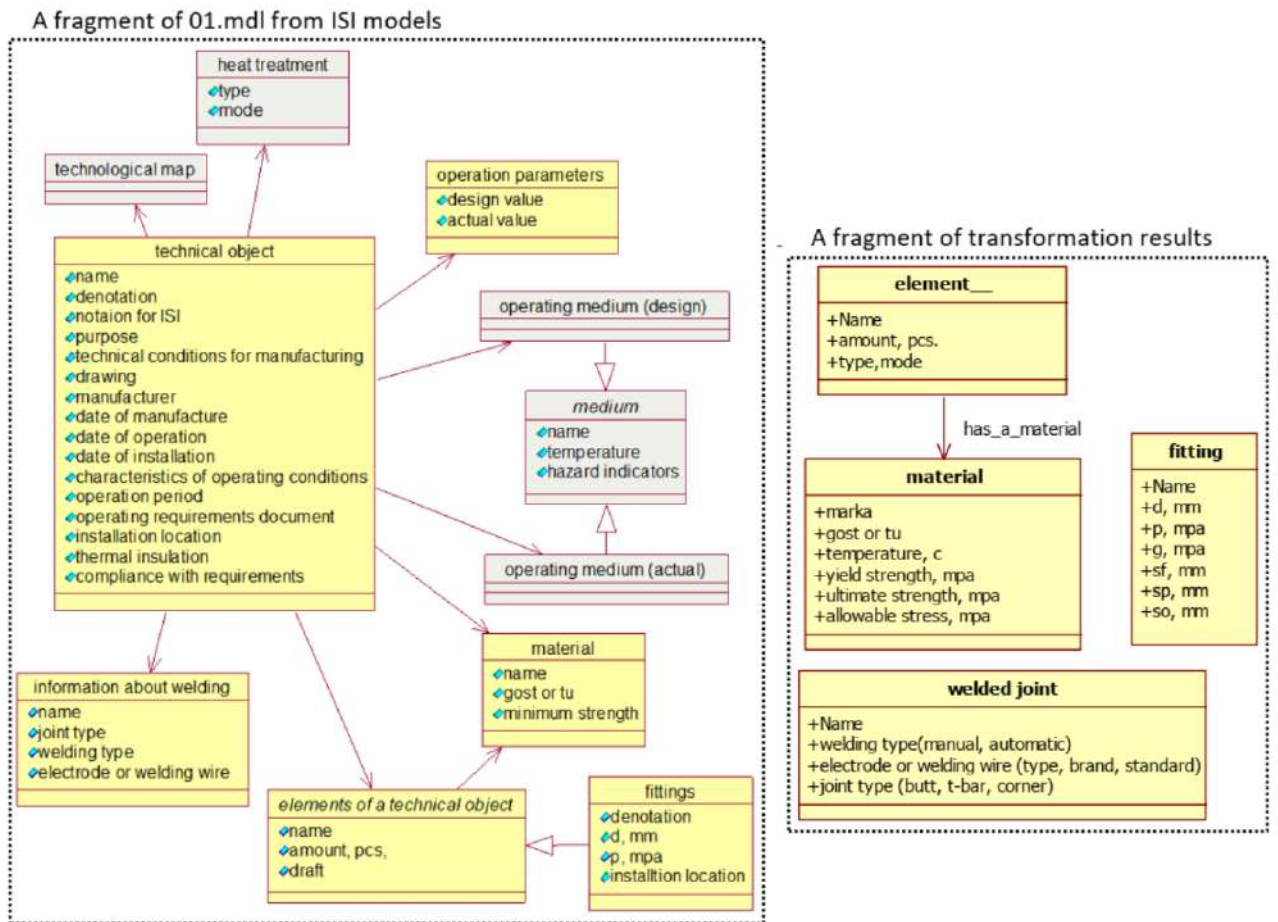 A fragment of 01.mdl from ISI models
heat treatment
type
mode
technological map
operation parameters
design value
actual value
technical object
name
denotation
notaion for ISI
purpose
technical conditions for manufacturing
drawing
manufacturer
date of manufacture
date of operation
date of installation
characteristics of operating conditions
operation period
operating requirements document
installation location
thermal insulation
compliance with requirements
operating medium (design)
medium
name
temperature
hazard indicators
operating medium (actual)
material
name
gost or tu
minimum strength
information about welding
name
joint type
welding type
electrode or welding wire
elements of a technical object
name
amount, pcs,
draft
fittings
denotation
d, mm
p, mpa
installtion location
A fragment of transformation results
element__
+Name
+amount, pcs.
+type,mode
has_a_material
material
+marka
+gost or tu
+temperature, c
+yield strength, mpa
+ultimate strength, mpa
+allowable stress, mpa
fitting
+Name
+d, mm
+p, mpa
+g, mpa
+sf, mm
+sp, mm
+so, mm
welded joint
+Name
+welding type(manual, automatic)
+electrode or welding wire (type, brand, standard)
+joint type (butt, t-bar, corner)